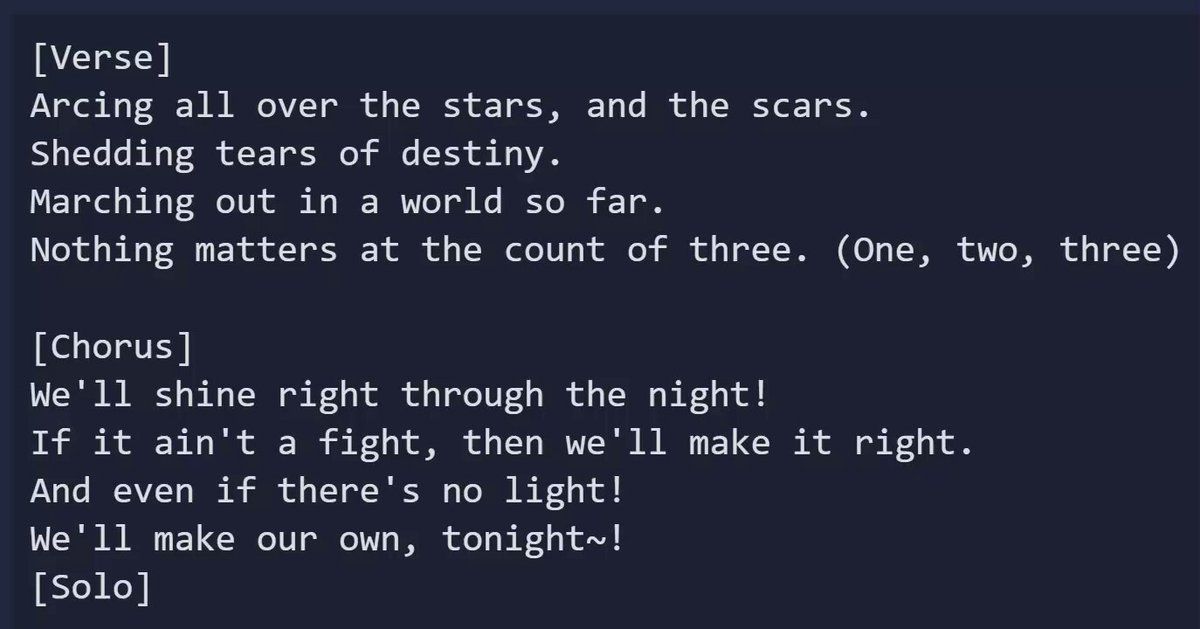 [Verse]
Arcing all over the stars, and the scars.
Shedding tears of destiny.
Marching out in a world so far.
Nothing matters at the count of three. (One, two, three)
[Chorus]
We'll shine right through the night!
If it ain't a fight, then we'll make it right.
And even if there's no light!
We'll make our own, tonight~!
[Solo]